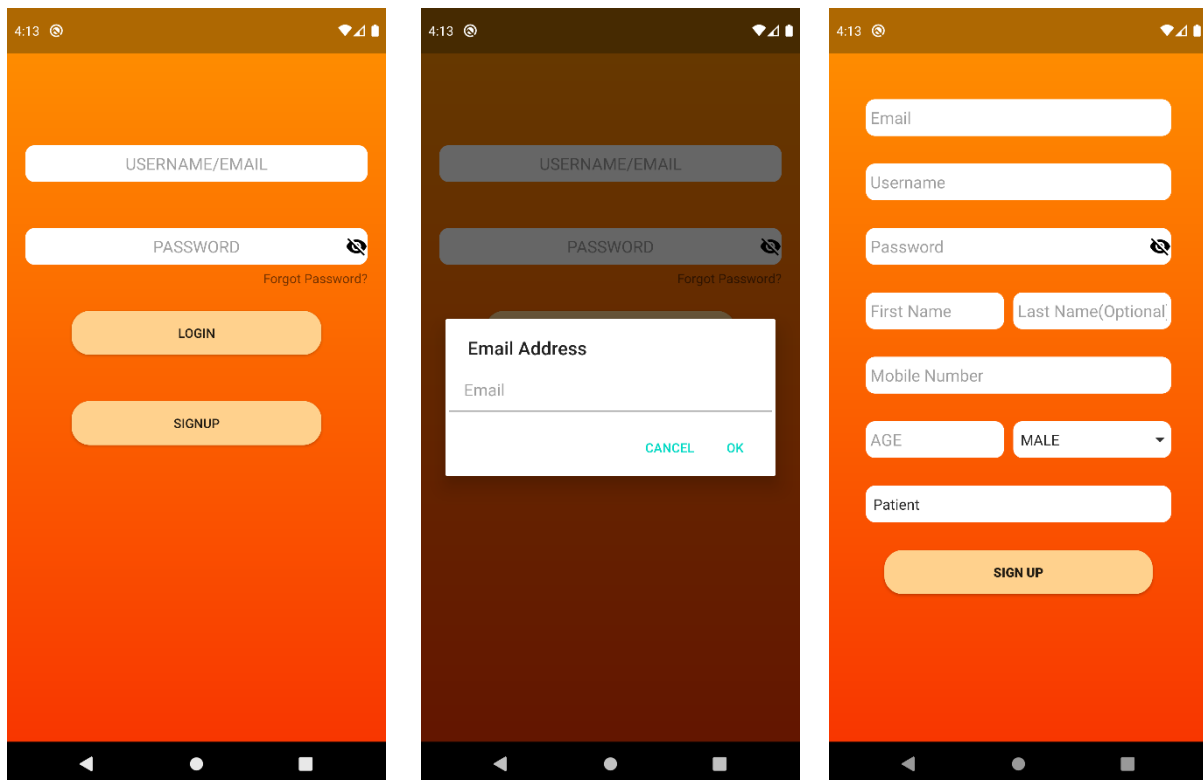 4:13
USERNAME/EMAIL
PASSWORD
Forgot Password?
LOGIN
SIGNUP
4:13
USERNAME/EMAIL
PASSWORD
Forgot Password?
Email Address
Email
CANCEL OK
4:13
Email
Username
Password
First Name Last Name(Optional)
Mobile Number
AGE MALE
Patient
SIGN UP